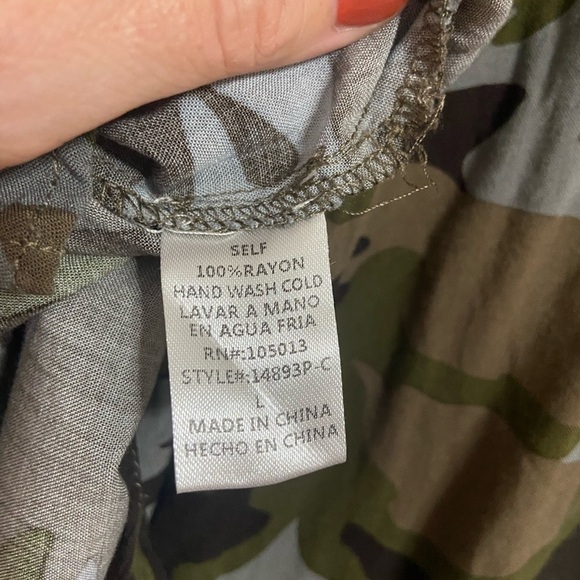 SELF
100%RAYON
HAND WASH COLD
LAVAR A MANO
EN AGUA FRIA
RN#:105013
STYLE#:14893P-C
L
MADE IN CHINA
HECHO EN CHINA